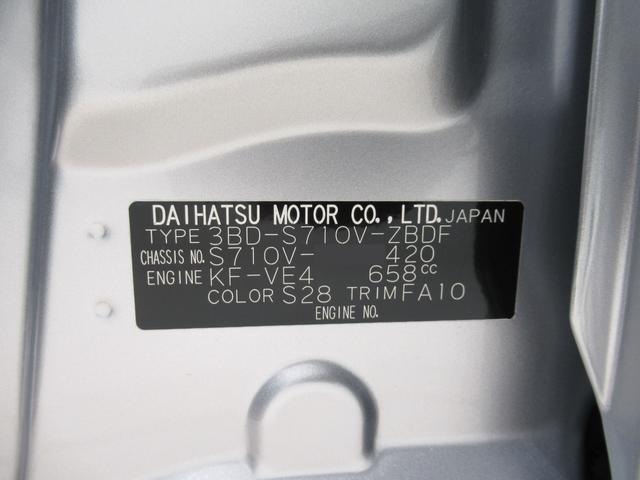 DAIHATSU MOTOR CO.,LTD. JAPAN
TYPE 3BD-S710V-ZBDF
CHASSIS NO. S710V- 420
ENGINE KF-VE4 658CC
COLOR S28 TRIM FA10
ENGINE NO.